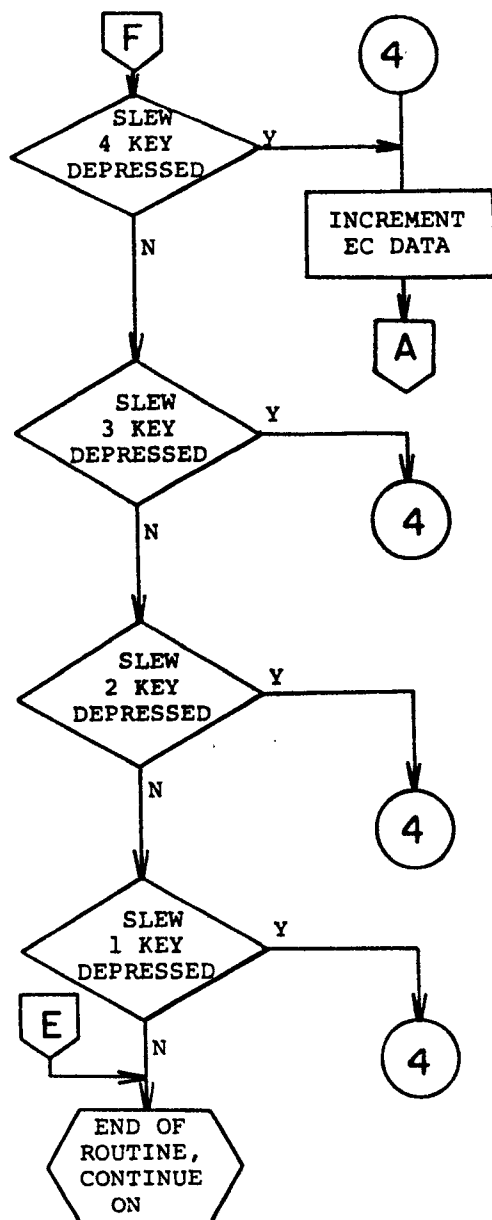 F
4
SLEW
4 KEY
DEPRESSED
Y
N
INCREMENT
EC DATA
A
SLEW
3 KEY
DEPRESSED
Y
4
N
SLEW
2 KEY
DEPRESSED
Y
4
N
SLEW
1 KEY
DEPRESSED
Y
4
E
N
END OF
ROUTINE,
CONTINUE
ON